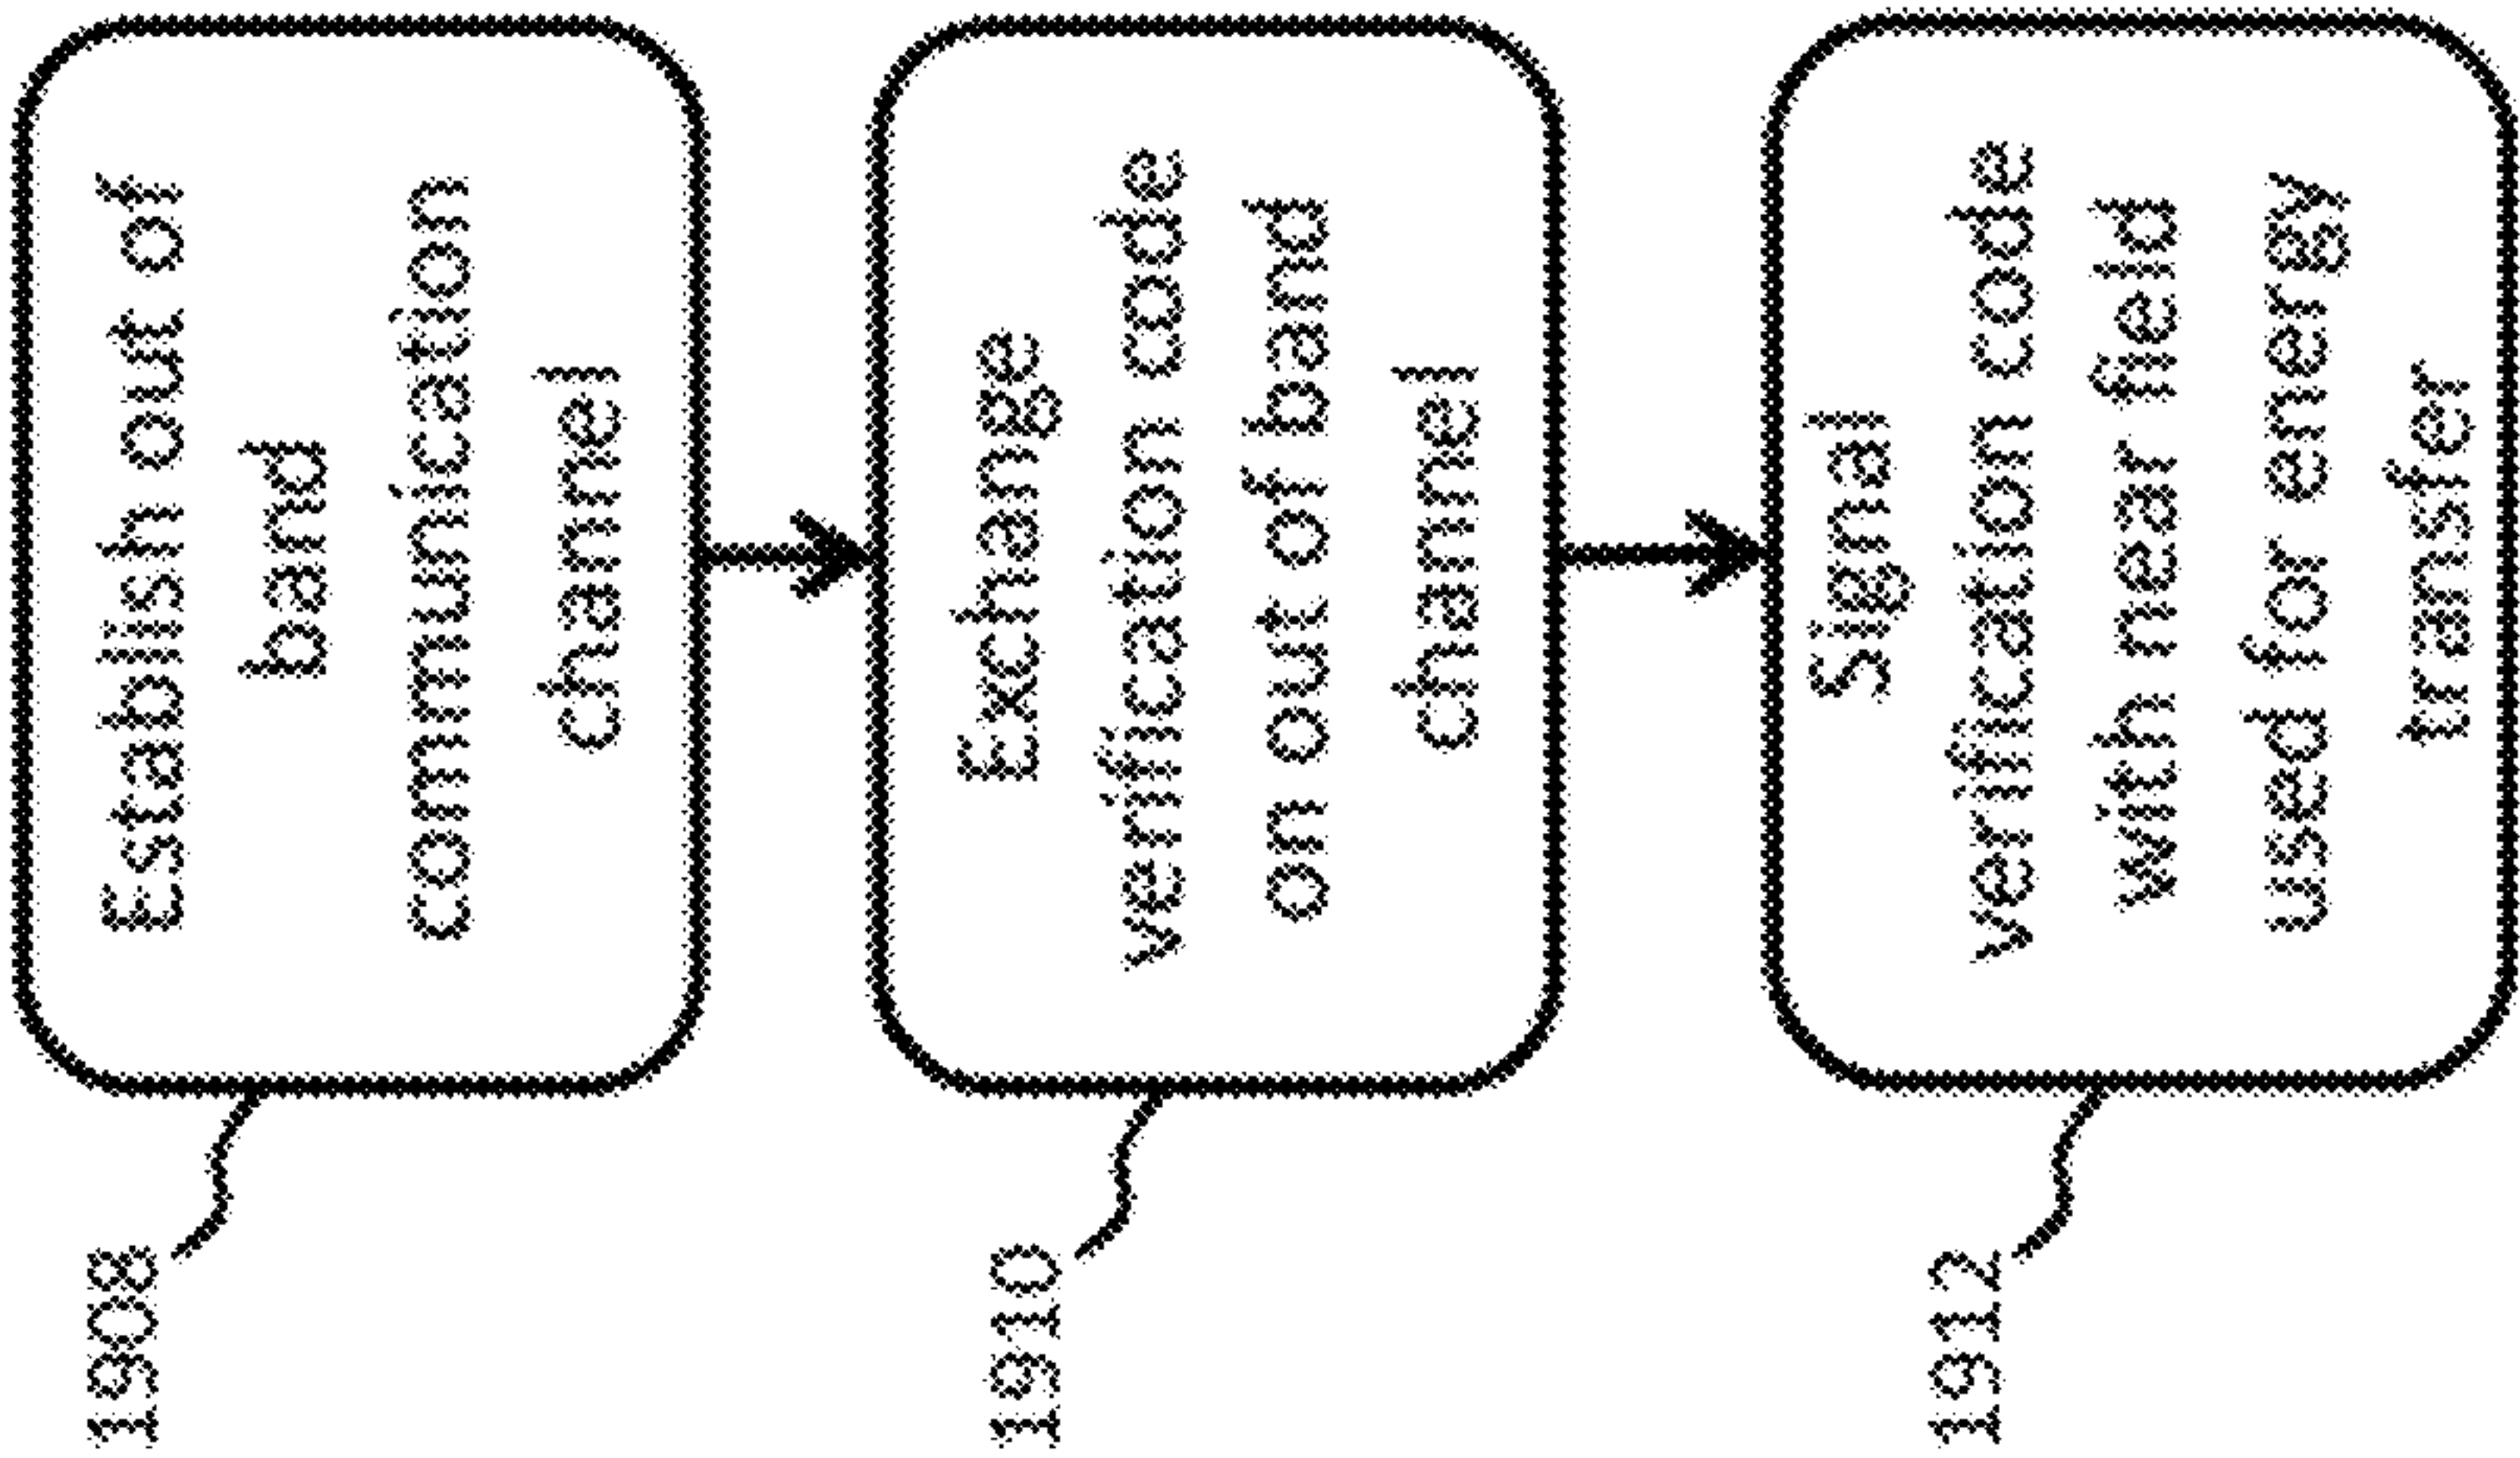 1908
Establish out of
band
communication
channel
1910
Exchange
verification code
on out of band
channel
1912
Signal
verification code
with near field
used for energy
transfer